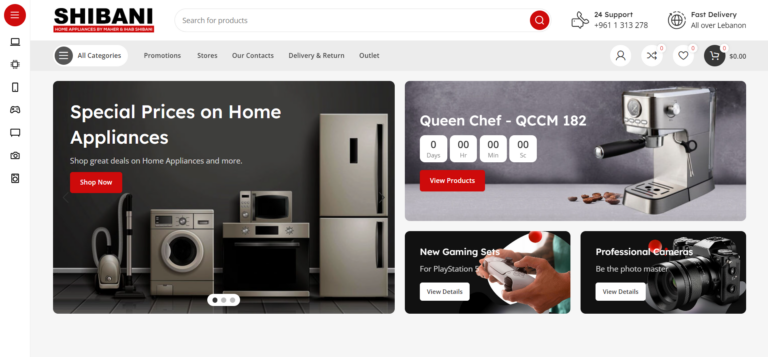 SHIBANI
HOME APPLIANCES BY MAHER & IHAB SHIBANI
Search for products
24 Support
+961 1 313 278
Fast Delivery
All over Lebanon
All Categories
Promotions
Stores
Our Contacts
Delivery & Return
Outlet
0
0
0
$0.00
Special Prices on Home
Appliances
Shop great deals on Home Appliances and more.
Shop Now
Queen Chef - QCCM 182
0 00 00 00
Days Hr Min Sc
View Products
New Gaming Sets
For PlayStation
View Details
Professional Cameras
Be the photo master
View Details